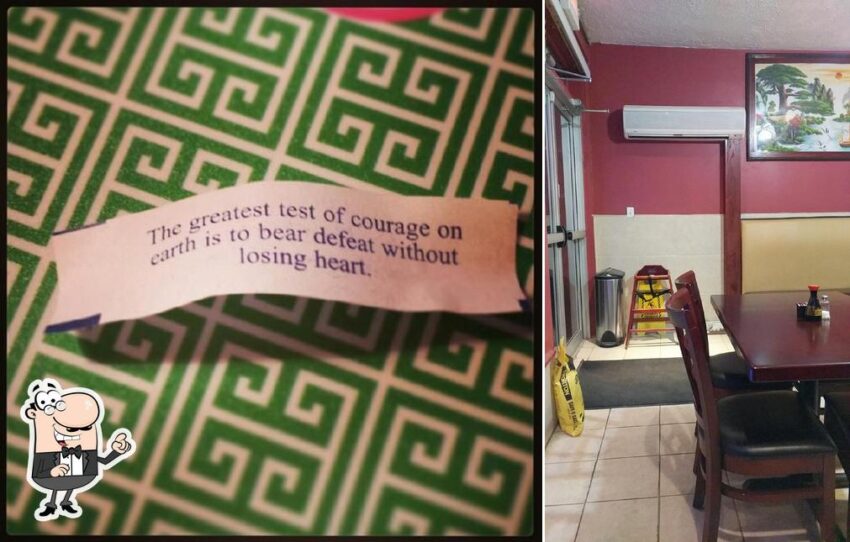 The greatest test of courage on
earth is to bear defeat without
losing heart.